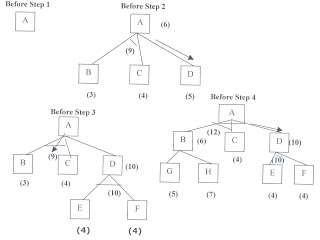 Before Step 1
A
Before Step 2
A
(6)
(9)
B
C
D
(3)
(4)
(5)
Before Step 3
A
(9)
B
C
D
(10)
(3)
(4)
(10)
E
F
(4)
(4)
Before Step 4
A
(12)
B
(6)
C
D
(10)
(4)
(10)
G
H
E
F
(5)
(7)
(4)
(4)